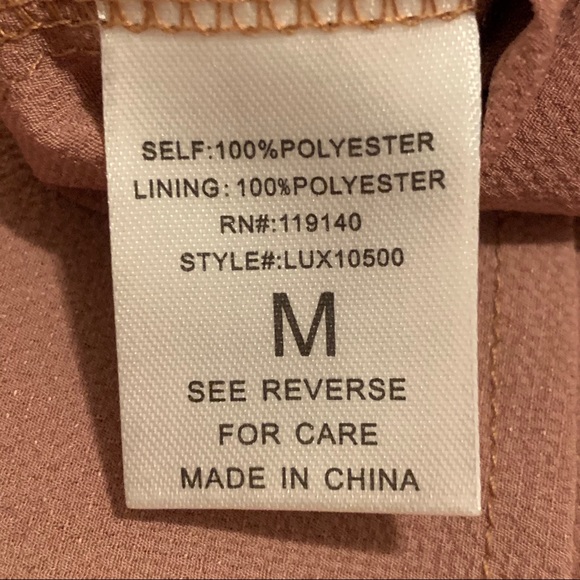 SELF:100%POLYESTER
LINING:100%POLYESTER
RN#:119140
STYLE#:LUX10500
M
SEE REVERSE
FOR CARE
MADE IN CHINA